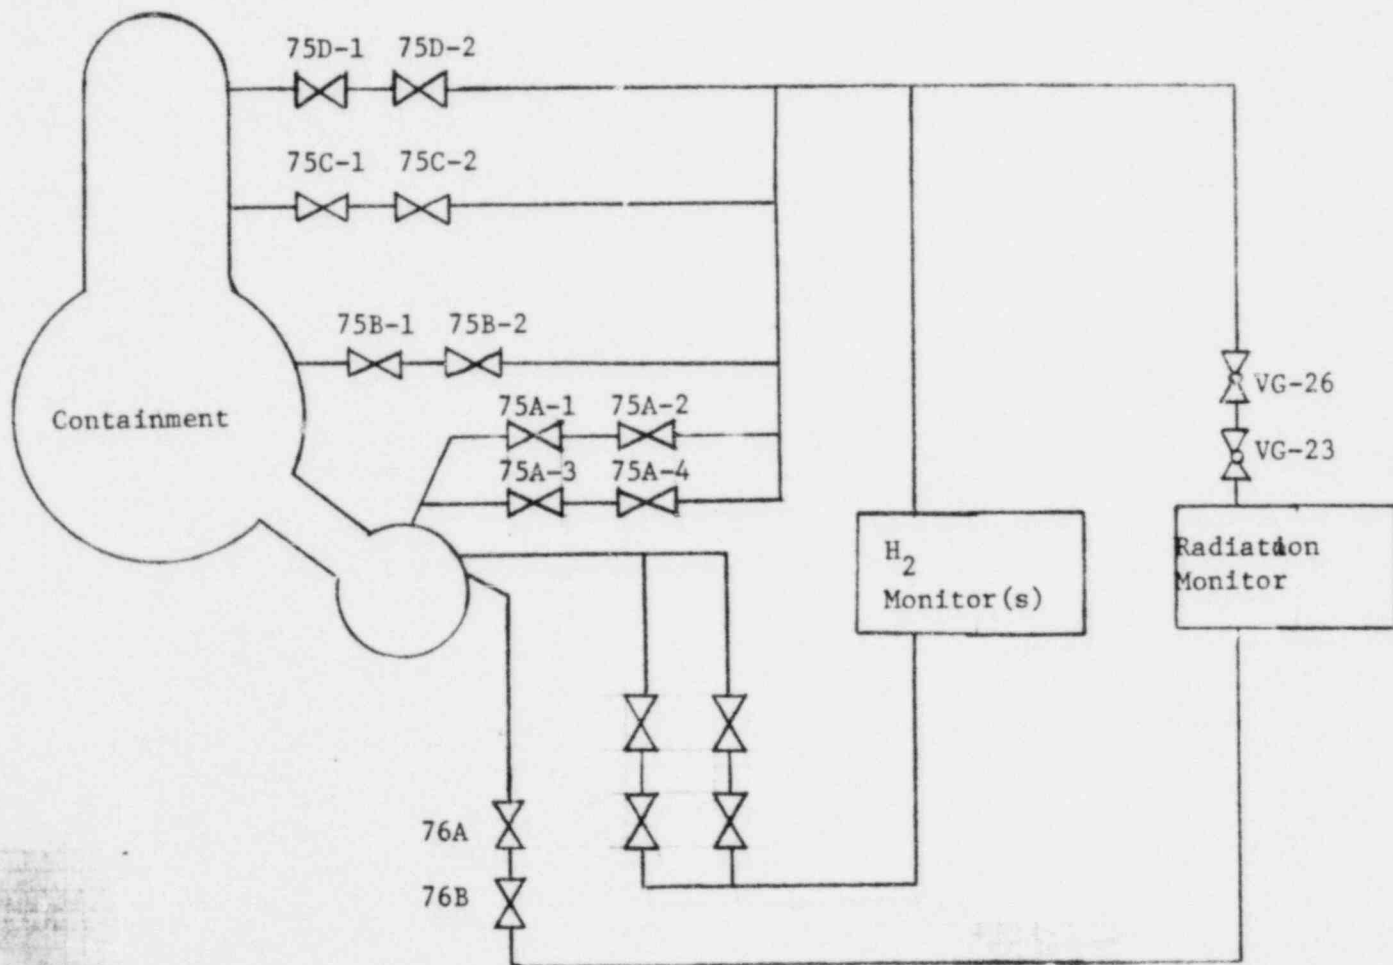 75D-1 75D-2
75C-1 75C-2
75B-1 75B-2
75A-1 75A-2
75A-3 75A-4
Containment
VG-26
VG-23
H2
Monitor(s)
Radiation
Monitor
76A
76B